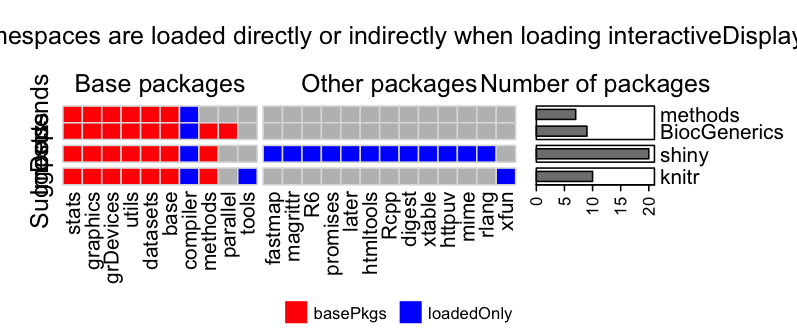 mespaces are loaded directly or indirectly when loading interactiveDisplay
Base packages
Other packages
Number of packages
methods
BiocGenerics
shiny
knitr
stats
graphics
grDevices
utils
datasets
base
compiler
methods
parallel
tools
fastmap
magrittr
R6
promises
later
htmltools
Rcpp
digest
xtable
httpuv
mime
rlang
xfun
0
5
10
15
20
basePkgs
loadedOnly